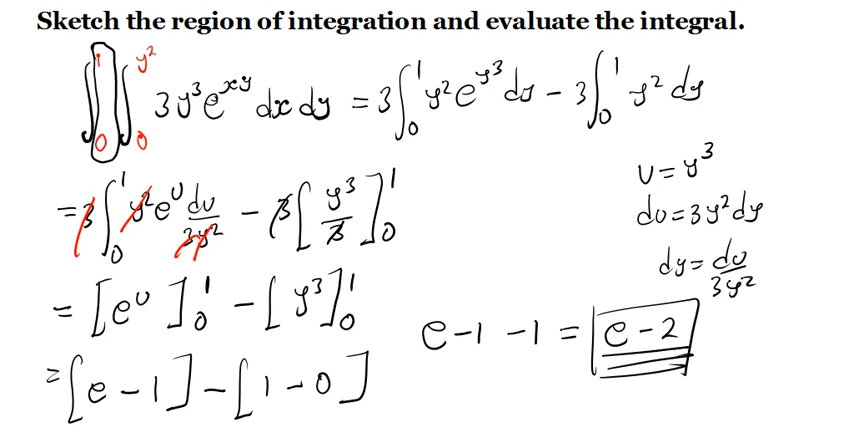 Sketch the region of integration and evaluate the integral.
∫₀¹ ∫₀^{y²} 3y³e^{xy} dx dy = 3∫₀¹ y²e^{y³} dy - 3∫₀¹ y² dy
u = y³
= 3∫₀¹ y²e^u du/3y² - 3[y³/3]₀¹
du = 3y² dy
dy = du/3y²
= [e^u]₀¹ - [y³]₀¹
e - 1 - 1 = e - 2
= [e - 1] - [1 - 0]